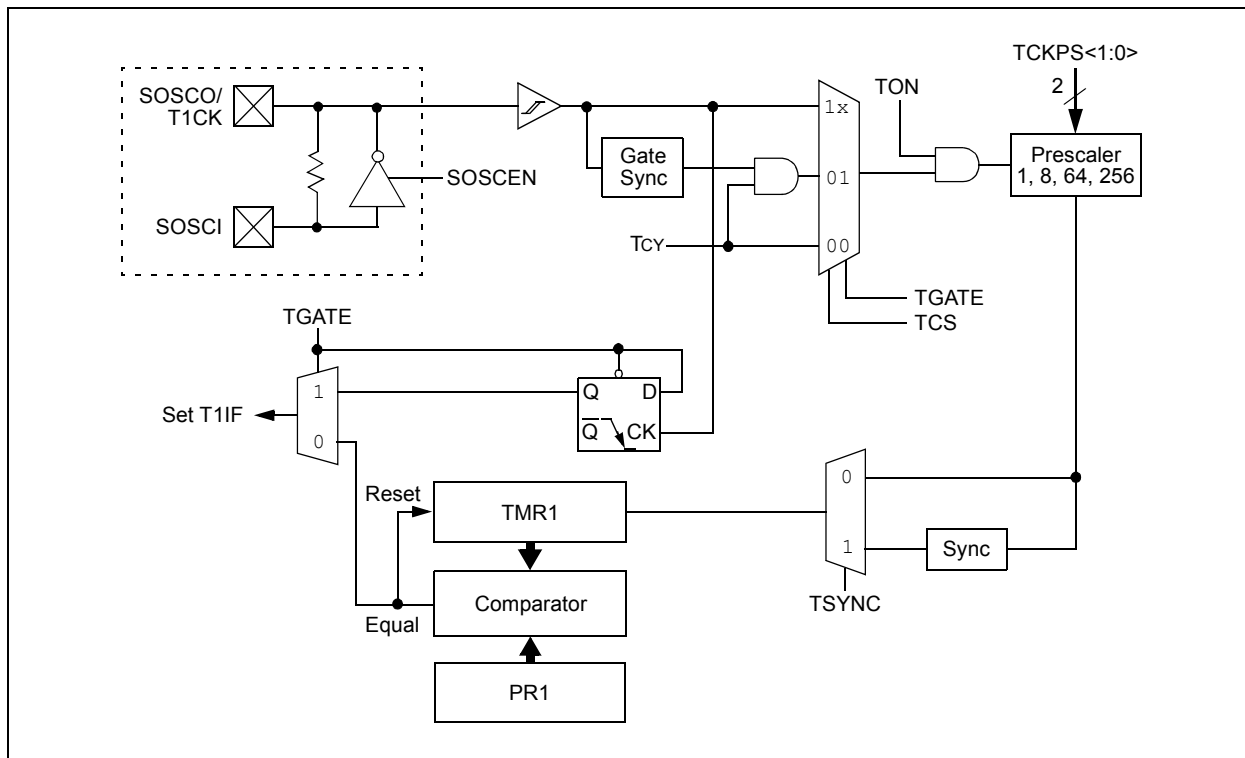 TCKPS<1:0>
2
SOSCO/
T1CK
TON
1x
Gate
Sync
Prescaler
1, 8, 64, 256
SOSCEN
01
SOSCI
TCY
00
TGATE
TCS
TGATE
1
Q
D
Set T1IF
0
Q
CK
0
Reset
TMR1
1
Sync
Comparator
TSYNC
Equal
PR1